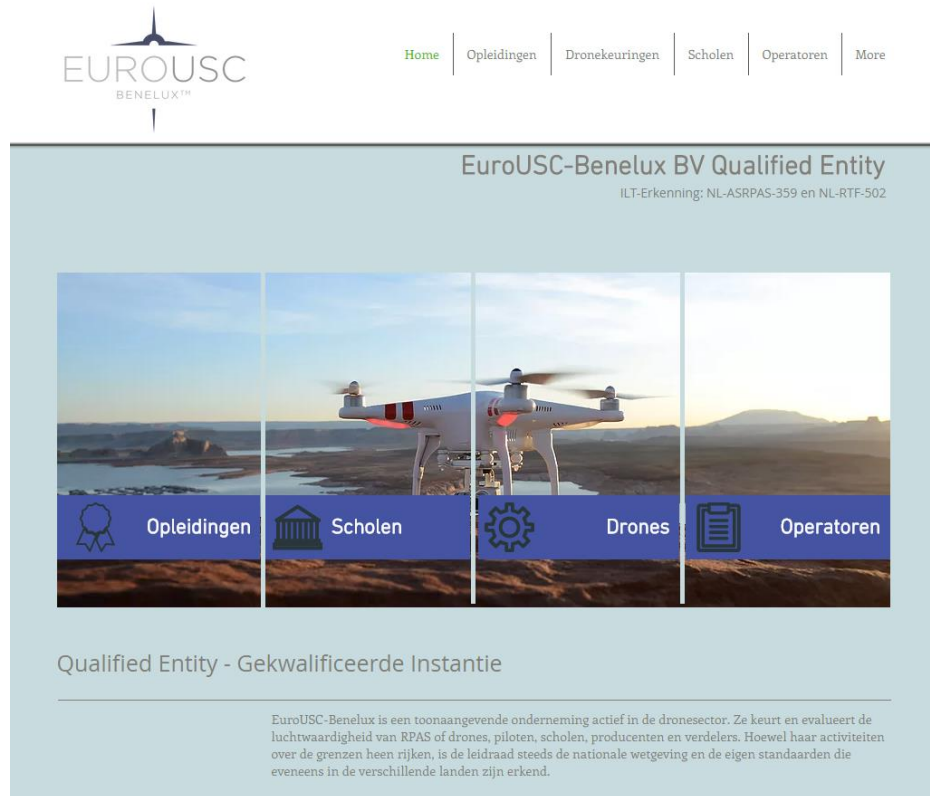 EUROUSC
BENELUX™
Home
Opleidingen
Dronekeuringen
Scholen
Operatoren
More
EuroUSC-Benelux BV Qualified Entity
ILT-Erkenning: NL-ASRPAS-359 en NL-RTF-502
Opleidingen
Scholen
Drones
Operatoren
Qualified Entity - Gekwalificeerde Instantie
EuroUSC-Benelux is een toonaangevende onderneming actief in de dronesector. Ze keurt en evalueert de
luchtwaardigheid van RPAS of drones, piloten, scholen, producenten en verdelers. Hoewel haar activiteiten
over de grenzen heen rijken, is de leidraad steeds de nationale wetgeving en de eigen standaarden die
eveneens in de verschillende landen zijn erkend.